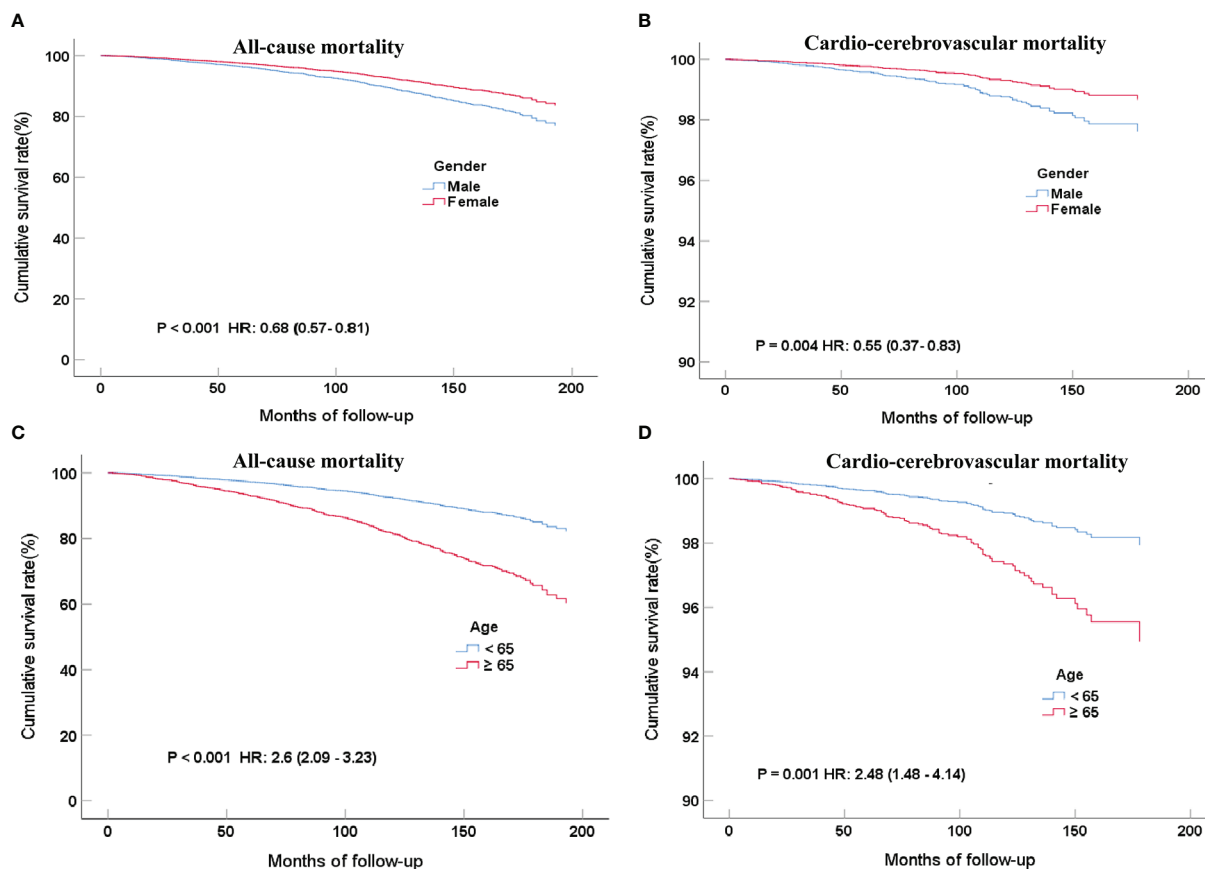 A
All-cause mortality
Cumulative survival rate(%)
100
80
60
40
20
0
Gender
Male
Female
P < 0.001 HR: 0.68 (0.57- 0.81)
0 50 100 150 200
Months of follow-up
B
Cardio-cerebrovascular mortality
Cumulative survival rate(%)
100
98
96
94
92
90
Gender
Male
Female
P = 0.004 HR: 0.55 (0.37- 0.83)
0 50 100 150 200
Months of follow-up
C
All-cause mortality
Cumulative survival rate(%)
100
80
60
40
20
0
Age
< 65
≥ 65
P < 0.001 HR: 2.6 (2.09 - 3.23)
0 50 100 150 200
Months of follow-up
D
Cardio-cerebrovascular mortality
Cumulative survival rate(%)
100
98
96
94
92
90
Age
< 65
≥ 65
P = 0.001 HR: 2.48 (1.48 - 4.14)
0 50 100 150 200
Months of follow-up